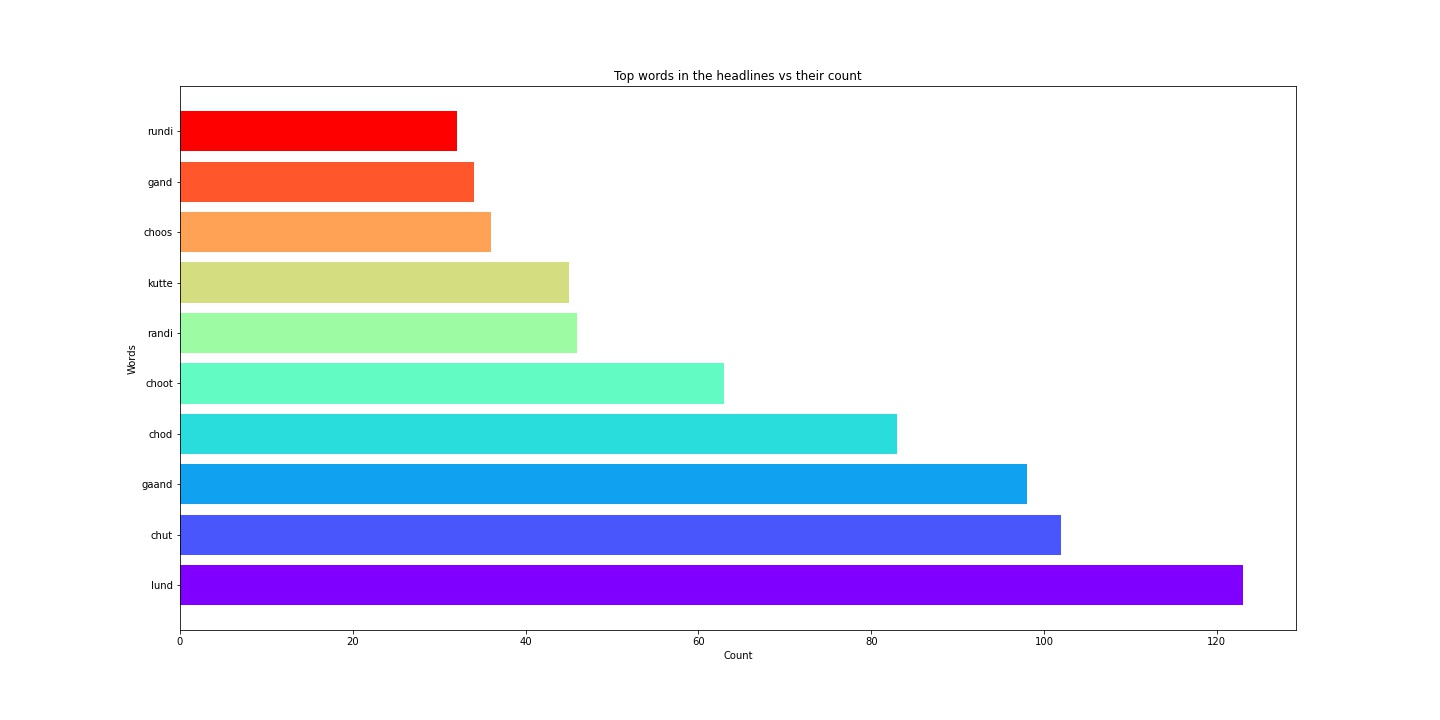 Top words in the headlines vs their count
rundi
gand
choos
kutte
randi
Words
choot
chod
gaand
chut
lund
0 20 40 60 80 100 120
Count